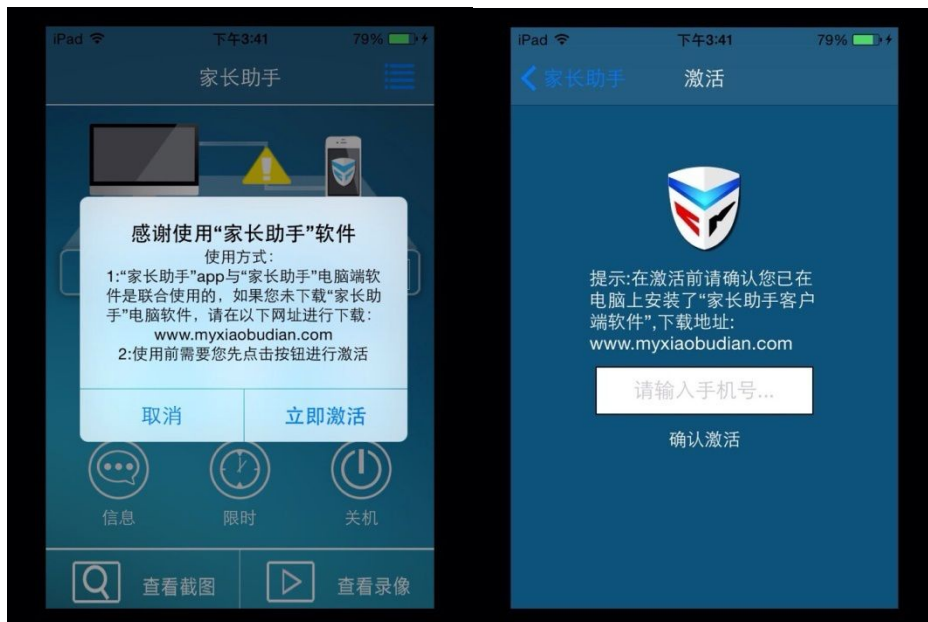 iPad 下午3:41 79%
家长助手
感谢使用“家长助手”软件
使用方式：
1:“家长助手”app与“家长助手”电脑端软
件是联合使用的，如果您未下载“家长助
手”电脑软件，请在以下网址进行下载：
www.myxiaobudian.com
2:使用前需要您先点击按钮进行激活
取消 立即激活
信息 限时 关机
查看截图 查看录像
iPad 下午3:41 79%
家长助手 激活
提示:在激活前请确认您已在
电脑上安装了“家长助手客户
端软件”,下载地址:
www.myxiaobudian.com
请输入手机号...
确认激活